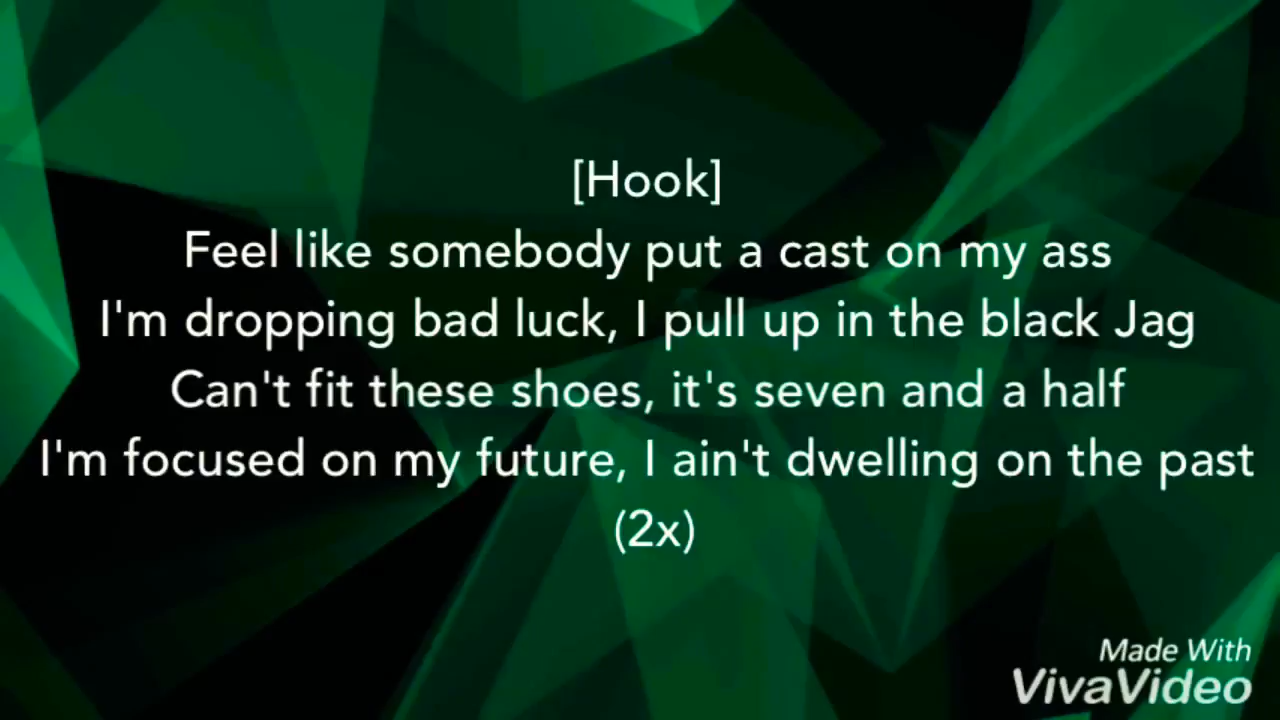 [Hook]
Feel like somebody put a cast on my ass
I'm dropping bad luck, I pull up in the black Jag
Can't fit these shoes, it's seven and a half
I'm focused on my future, I ain't dwelling on the past
(2x)
Made With
VivaVideo